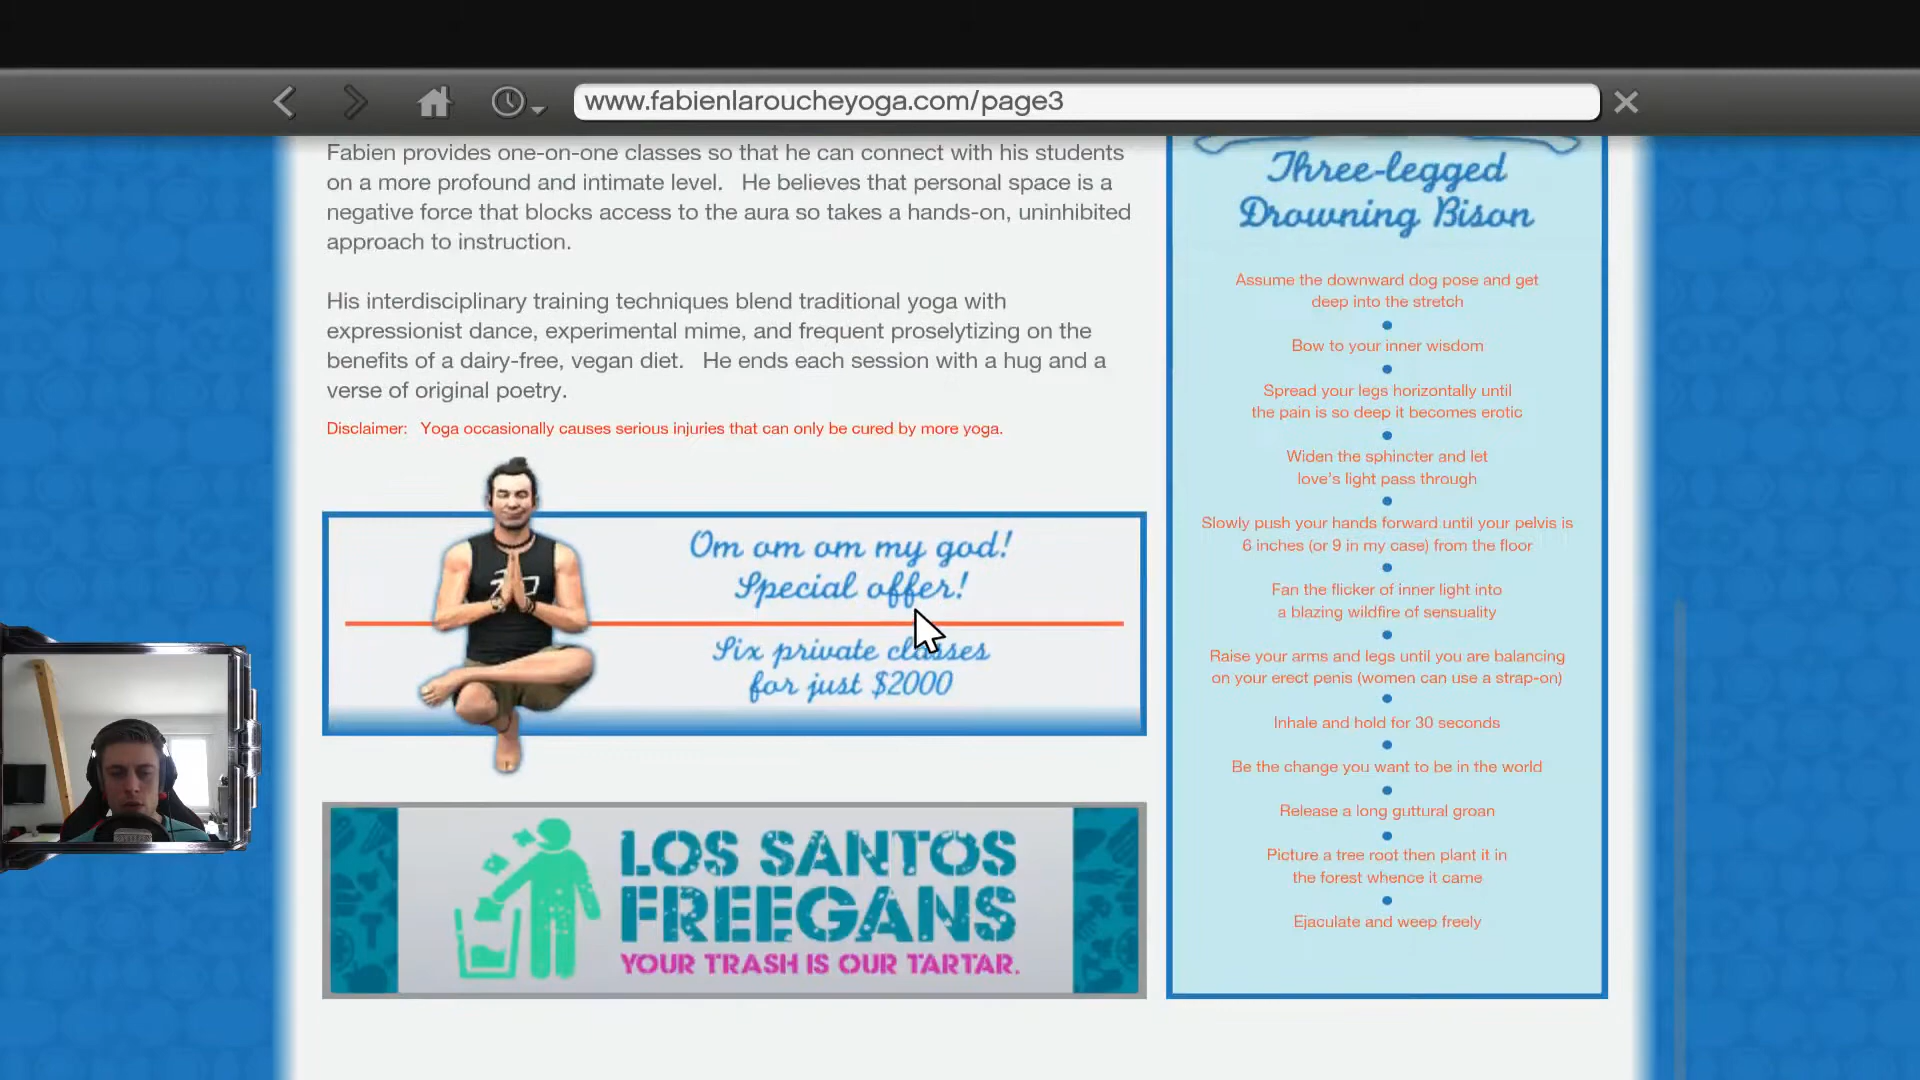 www.fabienlaroucheyoga.com/page3
Fabien provides one-on-one classes so that he can connect with his students
on a more profound and intimate level. He believes that personal space is a
negative force that blocks access to the aura so takes a hands-on, uninhibited
approach to instruction.
His interdisciplinary training techniques blend traditional yoga with
expressionist dance, experimental mime, and frequent proselytizing on the
benefits of a dairy-free, vegan diet. He ends each session with a hug and a
verse of original poetry.
Disclaimer: Yoga occasionally causes serious injuries that can only be cured by more yoga.
Om om om my god!
Special offer!
Six private classes
for just $2000
LOS SANTOS
FREEGANS
YOUR TRASH IS OUR TARTAR.
Three-legged
Drowning Bison
Assume the downward dog pose and get
deep into the stretch
Bow to your inner wisdom
Spread your legs horizontally until
the pain is so deep it becomes erotic
Widen the sphincter and let
love's light pass through
Slowly push your hands forward until your pelvis is
6 inches (or 9 in my case) from the floor
Fan the flicker of inner light into
a blazing wildfire of sensuality
Raise your arms and legs until you are balancing
on your erect penis (women can use a strap-on)
Inhale and hold for 30 seconds
Be the change you want to be in the world
Release a long guttural groan
Picture a tree root then plant it in
the forest whence it came
Ejaculate and weep freely